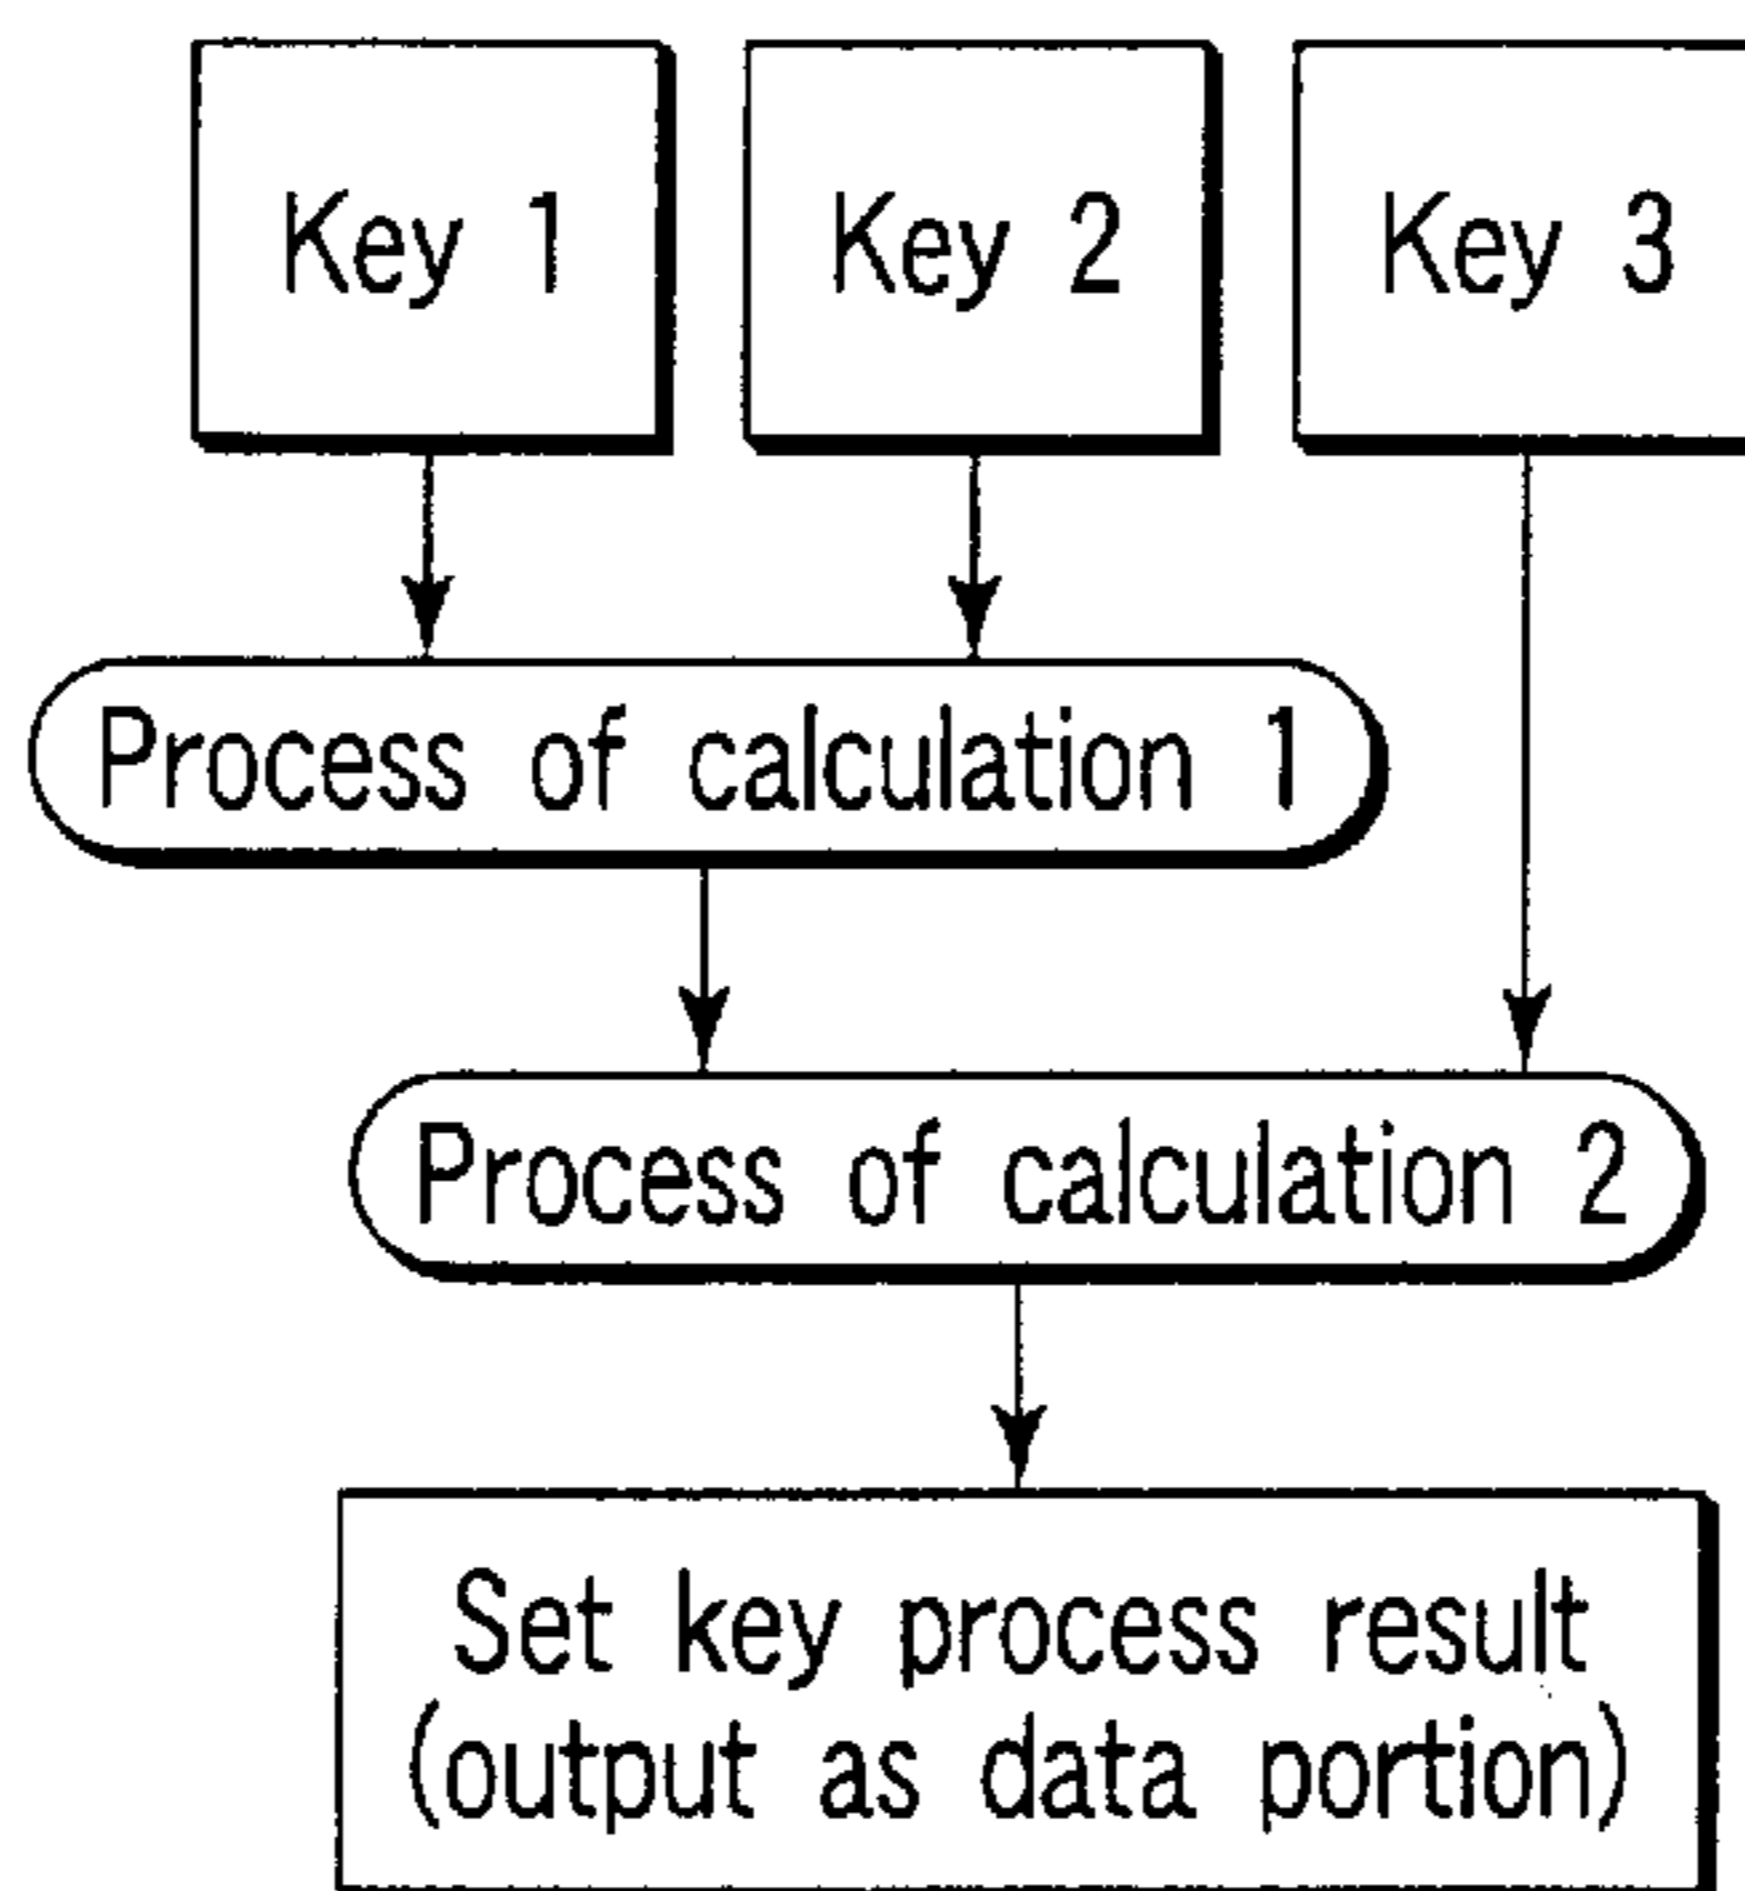 Key 1
Key 2
Key 3
Process of calculation 1
Process of calculation 2
Set key process result
(output as data portion)